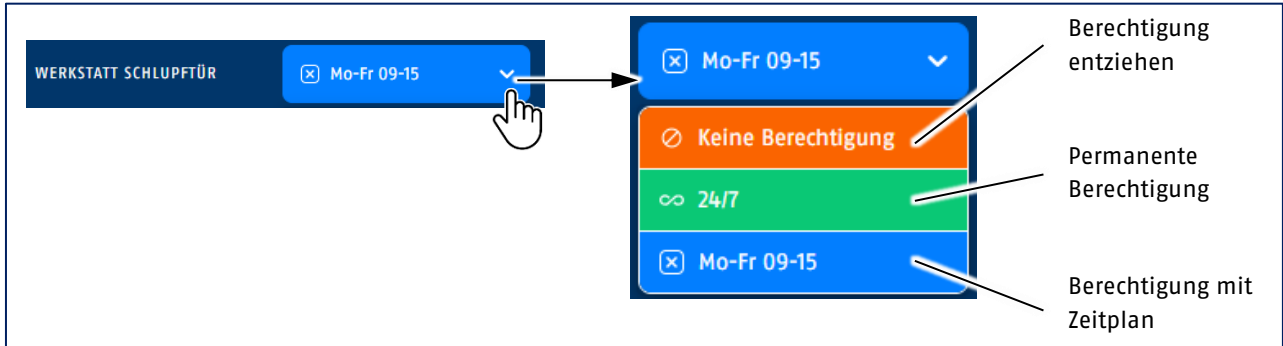 WERKSTATT SCHLUPFTÜR
Mo-Fr 09-15
Mo-Fr 09-15
Keine Berechtigung
24/7
Mo-Fr 09-15
Berechtigung
entziehen
Permanente
Berechtigung
Berechtigung mit
Zeitplan